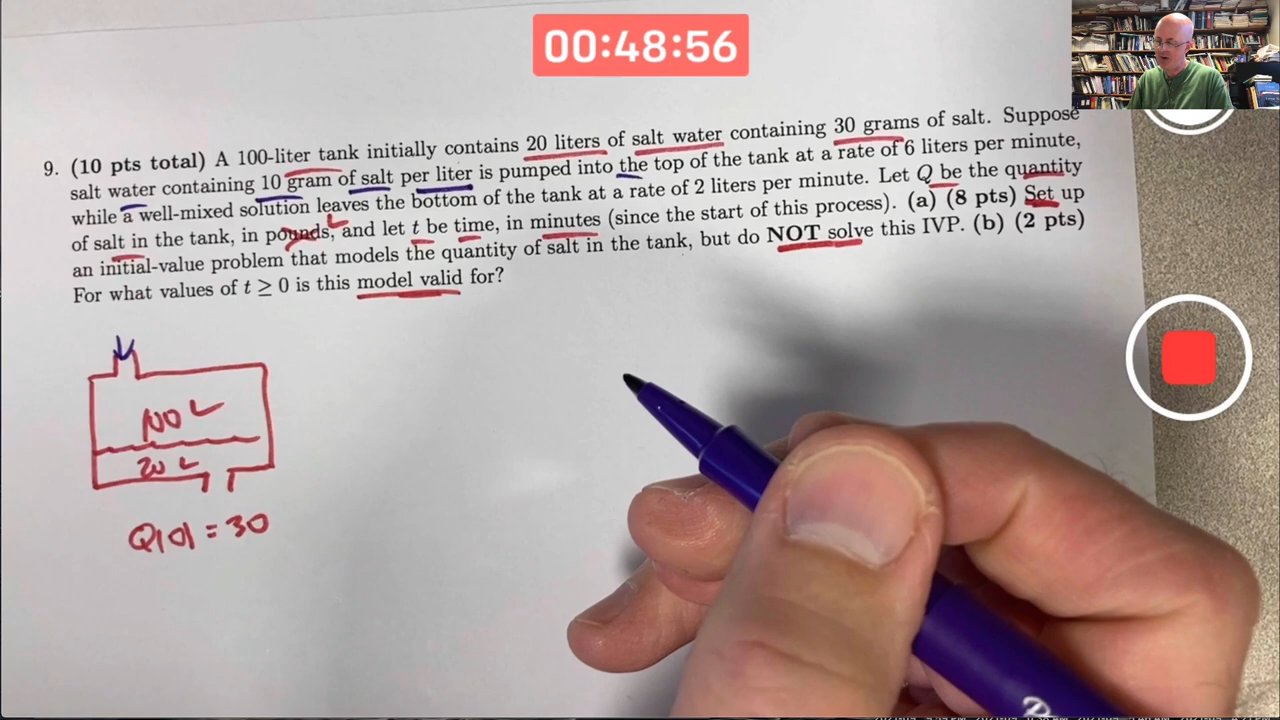 00:48:56
9. (10 pts total) A 100-liter tank initially contains 20 liters of salt water containing 30 grams of salt. Suppose
salt water containing 10 gram of salt per liter is pumped into the top of the tank at a rate of 6 liters per minute,
while a well-mixed solution leaves the bottom of the tank at a rate of 2 liters per minute. Let Q be the quantity
of salt in the tank, in pounds, and let t be time, in minutes (since the start of this process). (a) (8 pts) Set up
an initial-value problem that models the quantity of salt in the tank, but do NOT solve this IVP. (b) (2 pts)
For what values of t ≥ 0 is this model valid for?
100 L
20 L
Q(0) = 30